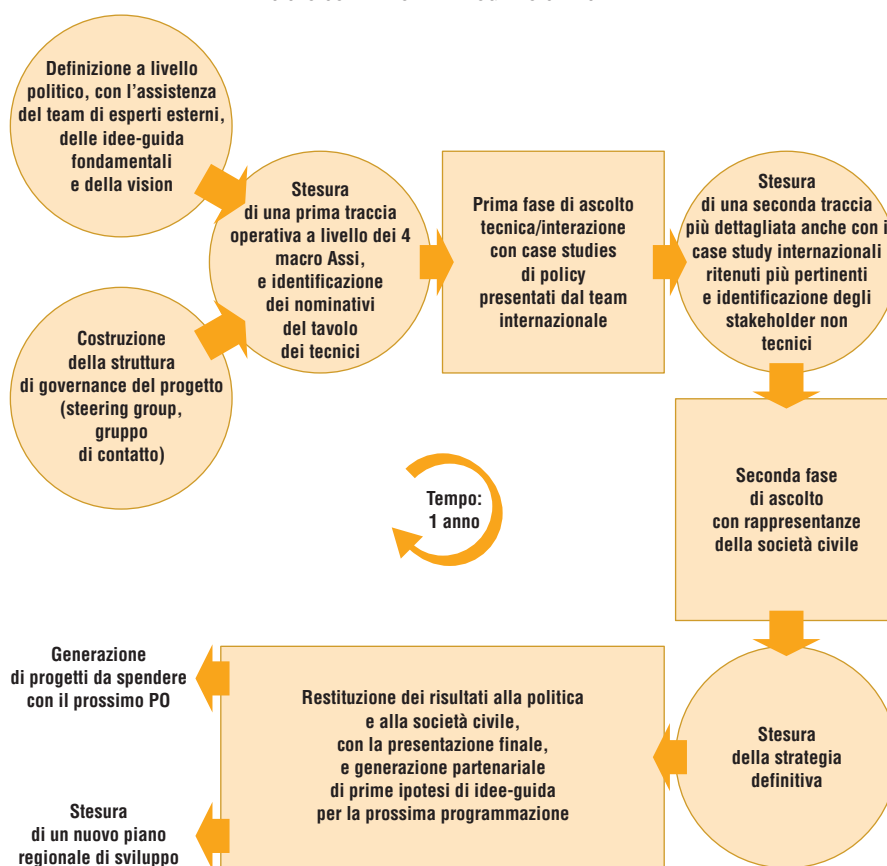 Definizione a livello
politico, con l'assistenza
del team di esperti esterni,
delle idee-guida
fondamentali
e della vision
Costruzione
della struttura
di governance del progetto
(steering group,
gruppo
di contatto)
Stesura
di una prima traccia
operativa a livello dei 4
macro Assi,
e identificazione
dei nominativi
del tavolo
dei tecnici
Prima fase di ascolto
tecnica/interazione
con case studies
di policy
presentati dal team
internazionale
Stesura
di una seconda traccia
più dettagliata anche con i
case study internazionali
ritenuti più pertinenti
e identificazione degli
stakeholder non
tecnici
Seconda fase
di ascolto
con rappresentanze
della società civile
Tempo:
1 anno
Stesura
della strategia
definitiva
Restituzione dei risultati alla politica
e alla società civile,
con la presentazione finale,
e generazione partenariale
di prime ipotesi di idee-guida
per la prossima programmazione
Generazione
di progetti da spendere
con il prossimo PO
Stesura
di un nuovo piano
regionale di sviluppo